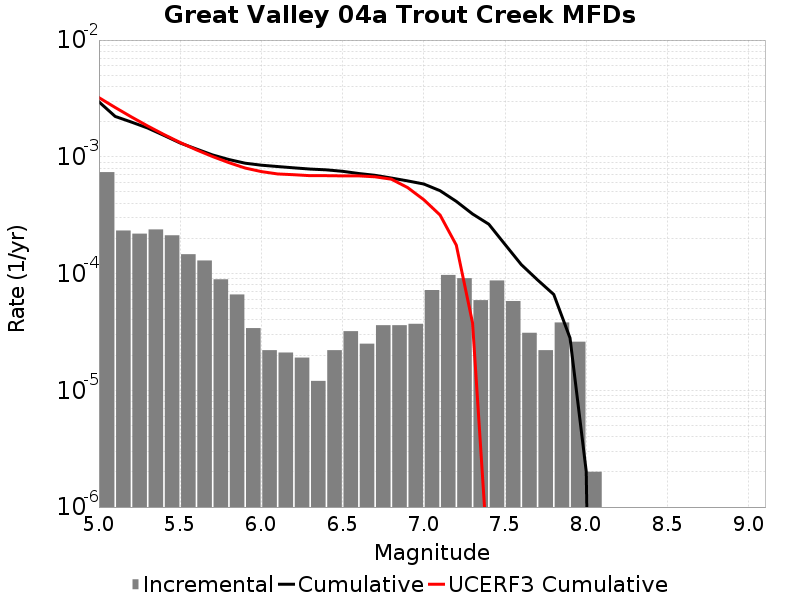 Great Valley 04a Trout Creek MFDs
Rate (1/yr)
10-2
10-3
10-4
10-5
10-6
5.0 5.5 6.0 6.5 7.0 7.5 8.0 8.5 9.0
Magnitude
Incremental Cumulative UCERF3 Cumulative